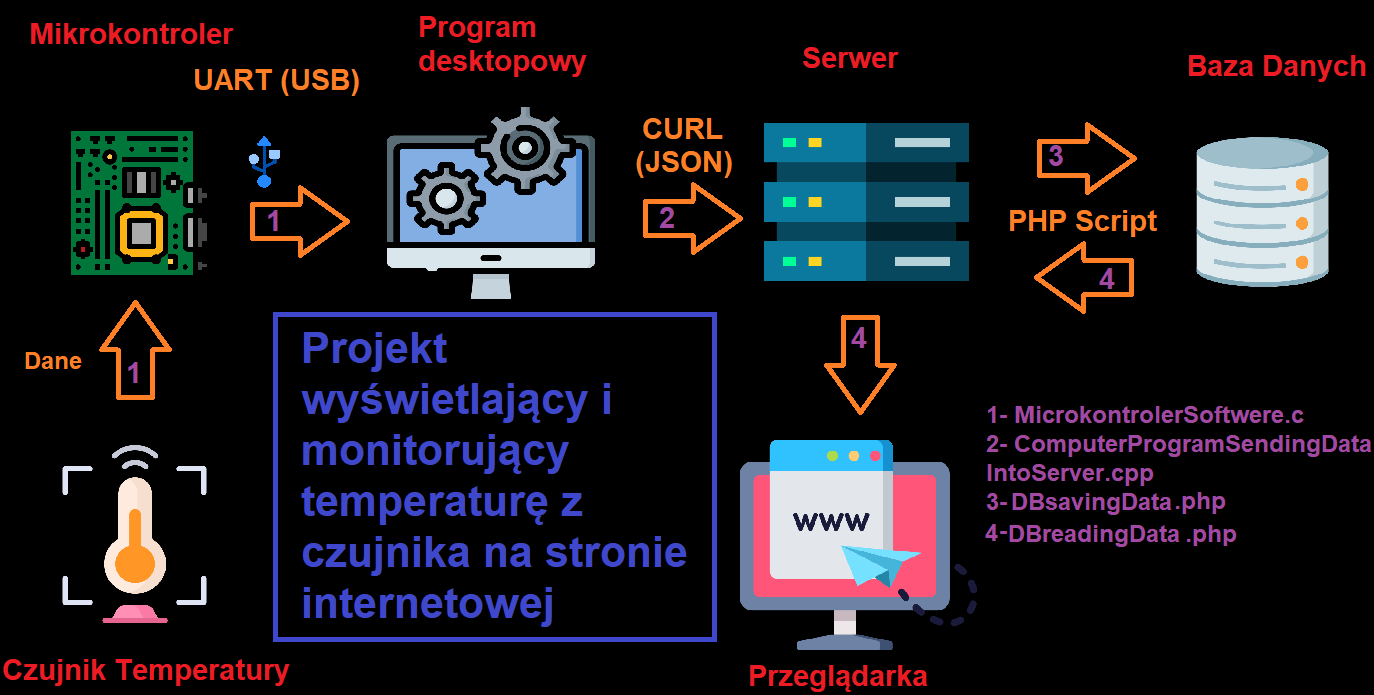 Mikrokontroler
UART (USB)
Program
desktopowy
Serwer
Baza Danych
CURL
(JSON)
1
2
3
PHP Script
4
Dane
1
4
Projekt
wyświetlający i
monitorujący
temperaturę z
czujnika na stronie
internetowej
www
1- MicrokontrolerSoftwere.c
2- ComputerProgramSendingData
IntoServer.cpp
3- DBsavingData.php
4-DBreadingData .php
Czujnik Temperatury
Przeglądarka